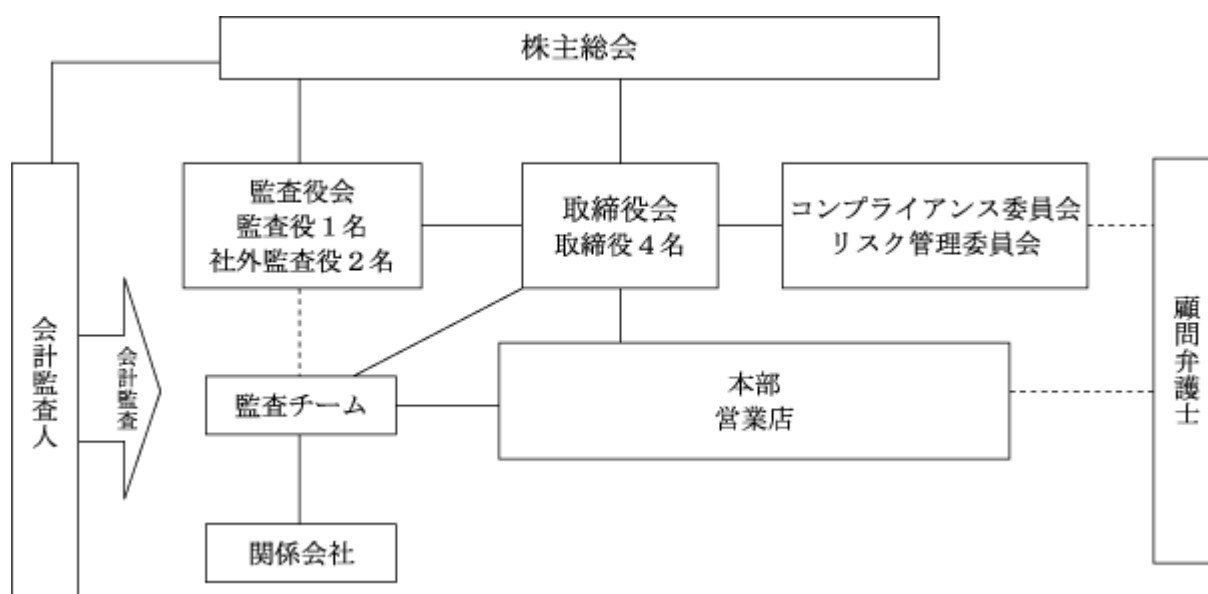 株主総会
監査役会
監査役１名
社外監査役２名
取締役会
取締役４名
コンプライアンス委員会
リスク管理委員会
会計監査人
会計監査
監査チーム
本部
営業店
顧問弁護士
関係会社